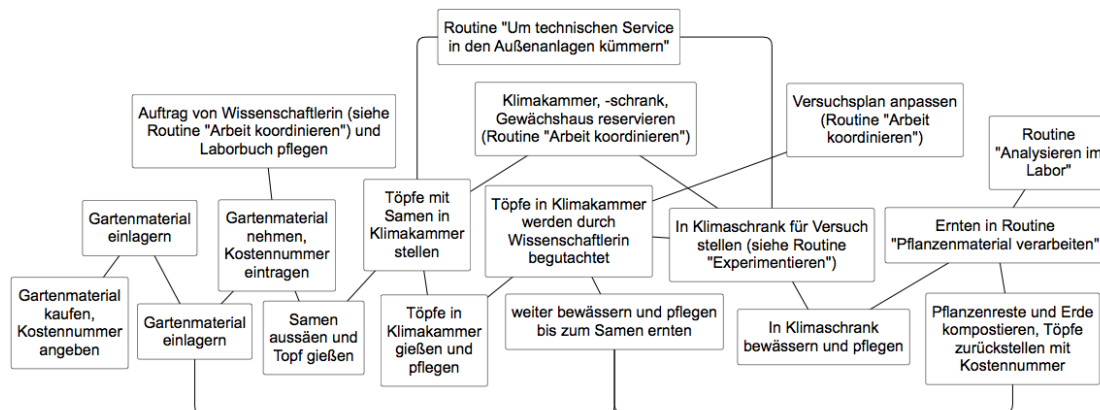 Routine "Um technischen Service
in den Außenanlagen kümmern"
Klimakammer, -schrank,
Gewächshaus reservieren
(Routine "Arbeit koordinieren")
Versuchsplan anpassen
(Routine "Arbeit
koordinieren")
Auftrag von Wissenschaftlerin (siehe
Routine "Arbeit koordinieren") und
Laborbuch pflegen
Routine
"Analysieren im
Labor"
Gartenmaterial
einlagern
Gartenmaterial
nehmen,
Kostennummer
eintragen
Töpfe mit
Samen in
Klimakammer
stellen
Töpfe in Klimakammer
werden durch
Wissenschaftlerin
begutachtet
In Klimaschrank für Versuch
stellen (siehe Routine
"Experimentieren")
Ernten in Routine
"Pflanzenmaterial verarbeiten"
Gartenmaterial
kaufen,
Kostennummer
angeben
Gartenmaterial
einlagern
Samen
aussäen und
Topf gießen
Töpfe in
Klimakammer
gießen und
pflegen
weiter bewässern und pflegen
bis zum Samen ernten
In Klimaschrank
bewässern und pflegen
Pflanzenreste und Erde
kompostieren, Töpfe
zurückstellen mit
Kostennummer